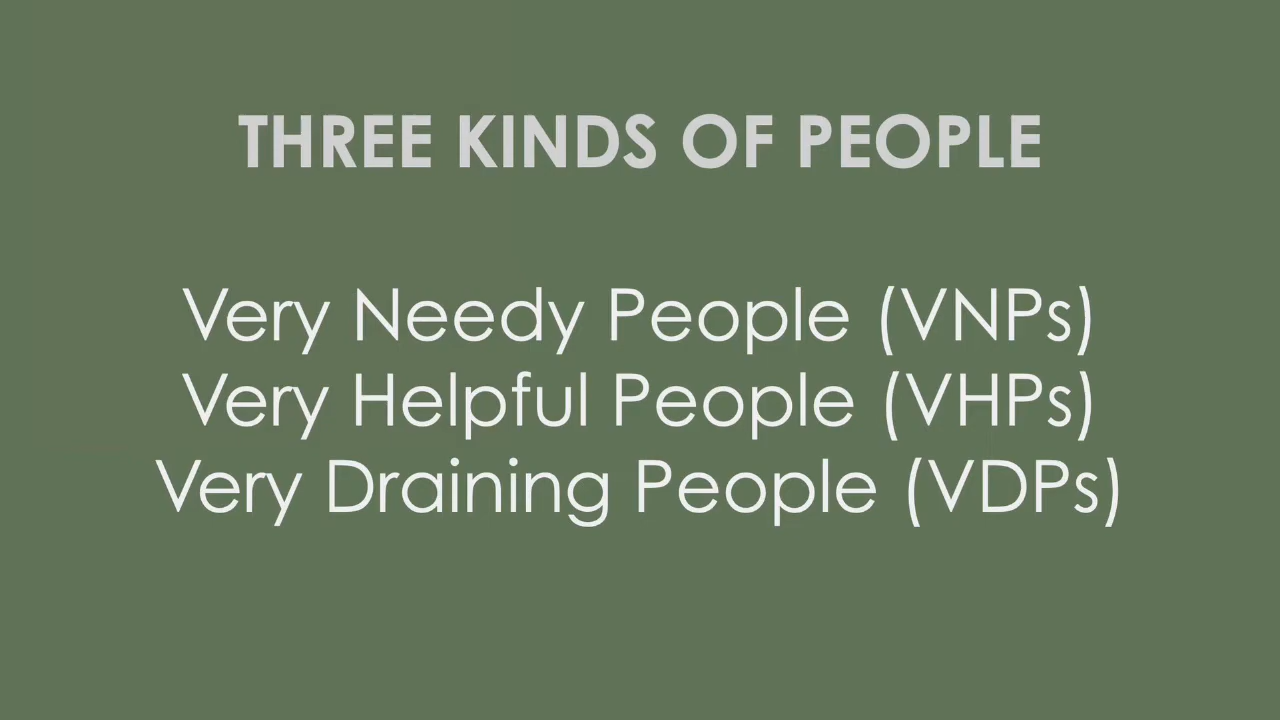 THREE KINDS OF PEOPLE
Very Needy People (VNPs)
Very Helpful People (VHPs)
Very Draining People (VDPs)